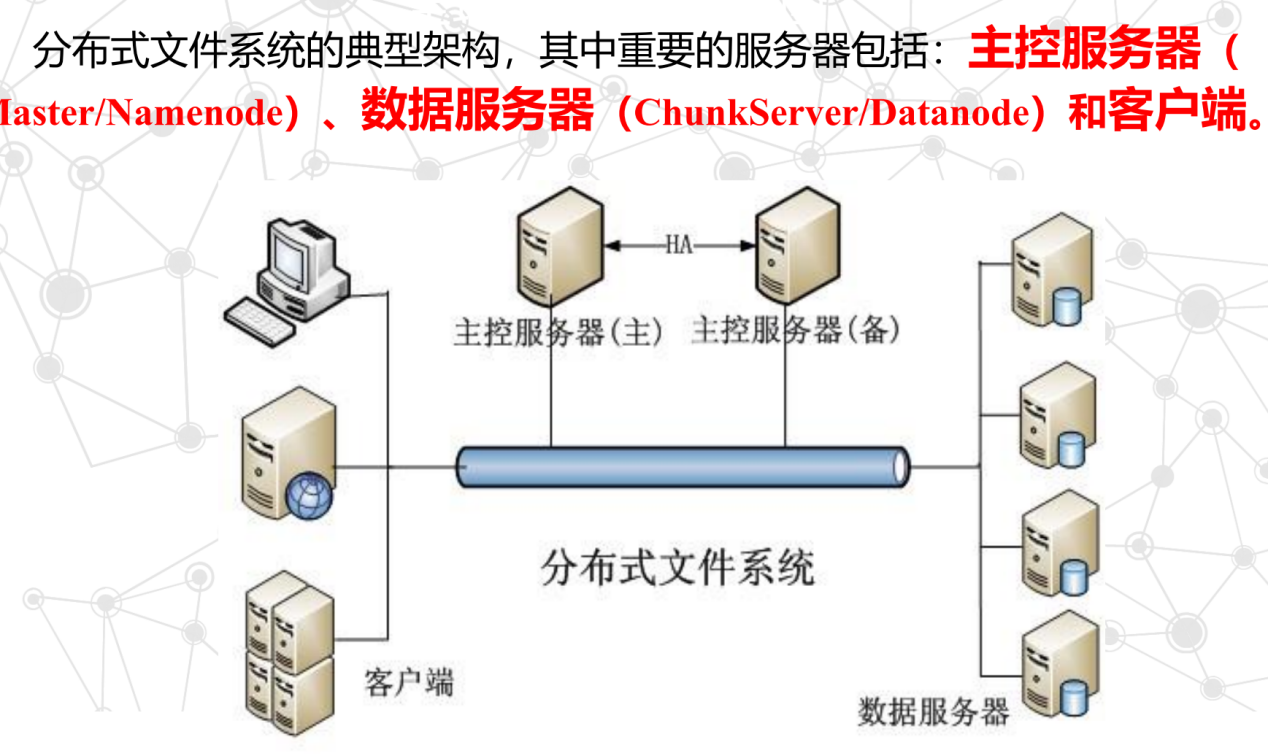 分布式文件系统的典型架构，其中重要的服务器包括：主控服务器（
Master/Namenode）、数据服务器（ChunkServer/Datanode）和客户端。
HA
主控服务器(主) 主控服务器(备)
分布式文件系统
客户端
数据服务器